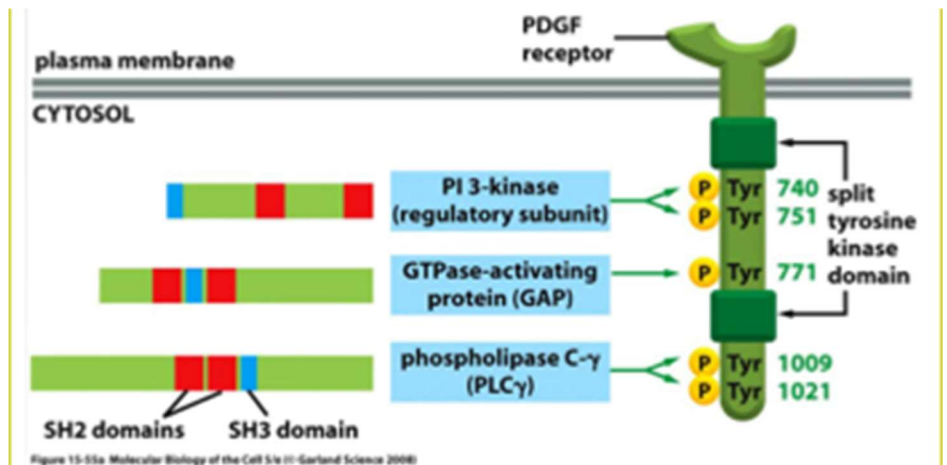 PDGF
receptor
plasma membrane
CYTOSOL
PI 3-kinase
(regulatory subunit)
P Tyr 740
P Tyr 751
split
tyrosine
kinase
domain
GTPase-activating
protein (GAP)
P Tyr 771
phospholipase C-γ
(PLCγ)
P Tyr 1009
P Tyr 1021
SH2 domains
SH3 domain
Figure 15-55a Molecular Biology of the Cell 5/e (© Garland Science 2008)